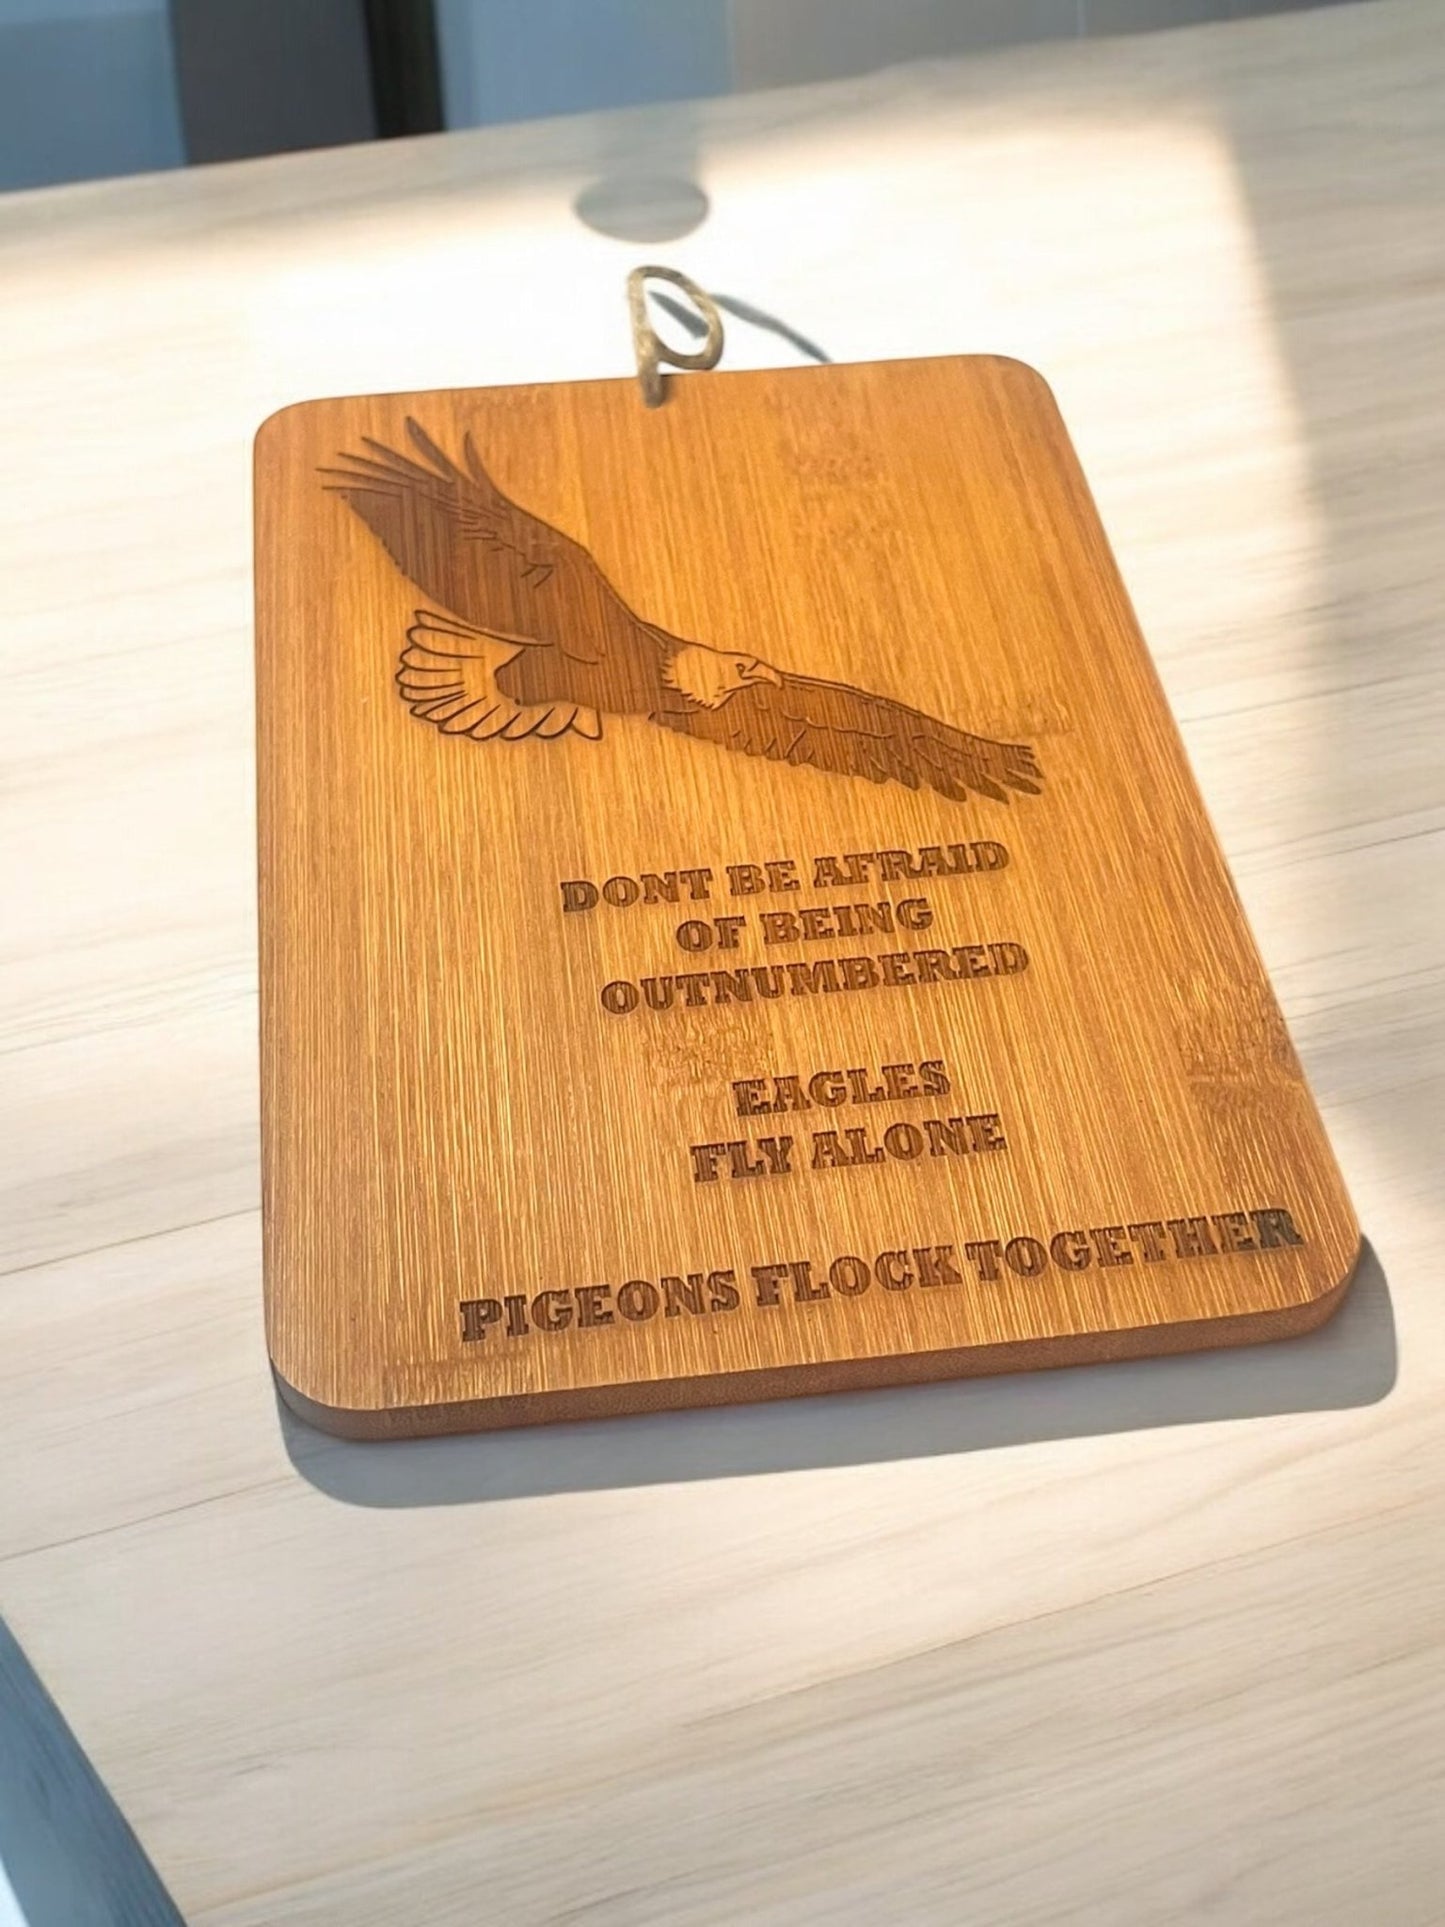 DONT BE AFRAID
OF BEING
OUTNUMBERED
EAGLES
FLY ALONE
PIGEONS FLOCK TOGETHER